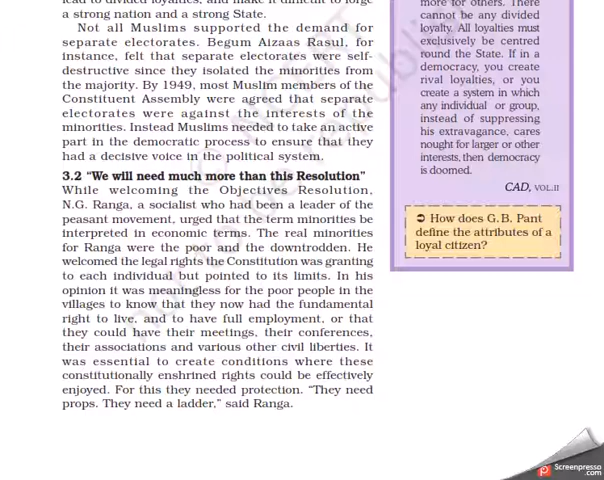 lead to divided loyalties, and make it difficult to forge
a strong nation and a strong State.
Not all Muslims supported the demand for
separate electorates. Begum Aizaas Rasul, for
instance, felt that separate electorates were self-
destructive since they isolated the minorities from
the majority. By 1949, most Muslim members of the
Constituent Assembly were agreed that separate
electorates were against the interests of the
minorities. Instead Muslims needed to take an active
part in the democratic process to ensure that they
had a decisive voice in the political system.
3.2 “We will need much more than this Resolution”
While welcoming the Objectives Resolution,
N.G. Ranga, a socialist who had been a leader of the
peasant movement, urged that the term minorities be
interpreted in economic terms. The real minorities
for Ranga were the poor and the downtrodden. He
welcomed the legal rights the Constitution was granting
to each individual but pointed to its limits. In his
opinion it was meaningless for the poor people in the
villages to know that they now had the fundamental
right to live, and to have full employment, or that
they could have their meetings, their conferences,
their associations and various other civil liberties. It
was essential to create conditions where these
constitutionally enshrined rights could be effectively
enjoyed. For this they needed protection. “They need
props. They need a ladder,” said Ranga.
more for others. There
cannot be any divided
loyalty. All loyalties must
exclusively be centred
round the State. If in a
democracy, you create
rival loyalties, or you
create a system in which
any individual or group,
instead of suppressing
his extravagance, cares
nought for larger or other
interests, then democracy
is doomed.
CAD, VOL.II
➲ How does G.B. Pant
define the attributes of a
loyal citizen?
Screenpresso
.com